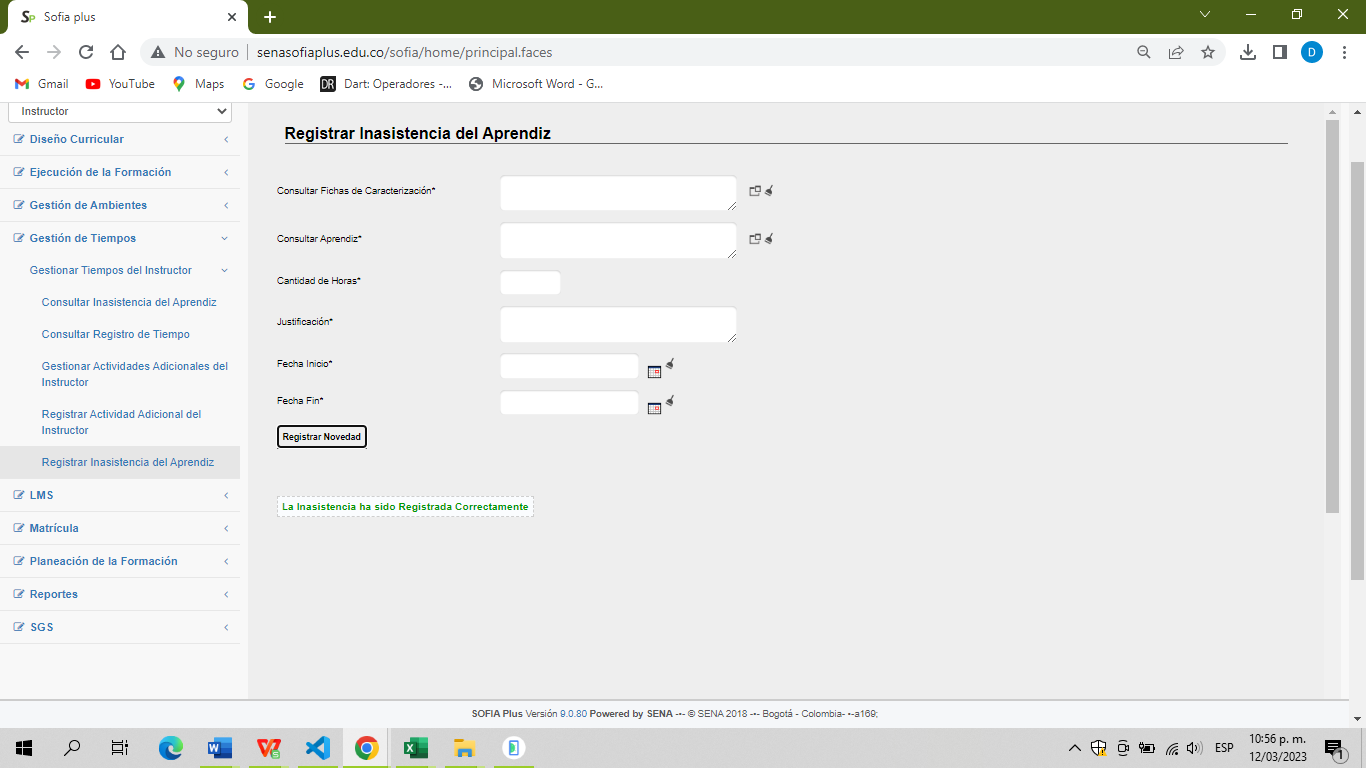 Sofia plus
No seguro
senasofiaplus.edu.co/sofia/home/principal.faces
D
Gmail
YouTube
Maps
Google
DR
Dart: Operadores -...
Microsoft Word - G...
Instructor
Diseño Curricular
Ejecución de la Formación
Gestión de Ambientes
Gestión de Tiempos
Gestionar Tiempos del Instructor
Consultar Inasistencia del Aprendiz
Consultar Registro de Tiempo
Gestionar Actividades Adicionales del
Instructor
Registrar Actividad Adicional del
Instructor
Registrar Inasistencia del Aprendiz
LMS
Matrícula
Planeación de la Formación
Reportes
SGS
Registrar Inasistencia del Aprendiz
Consultar Fichas de Caracterización*
Consultar Aprendiz*
Cantidad de Horas*
Justificación*
Fecha Inicio*
Fecha Fin*
Registrar Novedad
La Inasistencia ha sido Registrada Correctamente
SOFIA Plus Versión 9.0.80 Powered by SENA -•- © SENA 2018 -•- Bogotá - Colombia- •-a169;
ESP
10:56 p. m.
12/03/2023
1